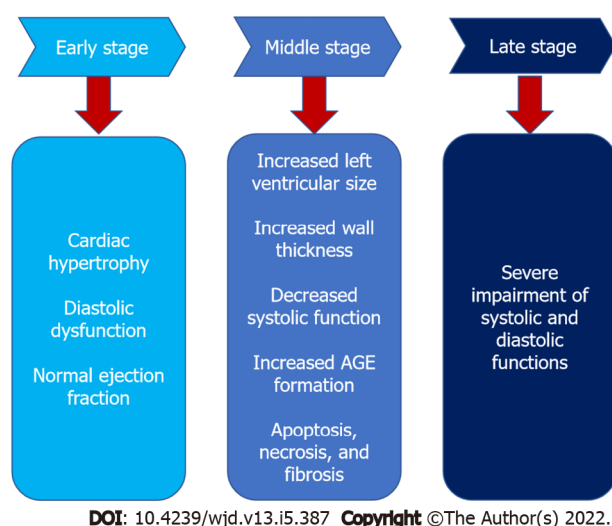 Early stage
Middle stage
Late stage
Cardiac
hypertrophy
Diastolic
dysfunction
Normal ejection
fraction
Increased left
ventricular size
Increased wall
thickness
Decreased
systolic function
Increased AGE
formation
Apoptosis,
necrosis, and
fibrosis
Severe
impairment of
systolic and
diastolic
functions
DOI: 10.4239/wjd.v13.i5.387 Copyright ©The Author(s) 2022.